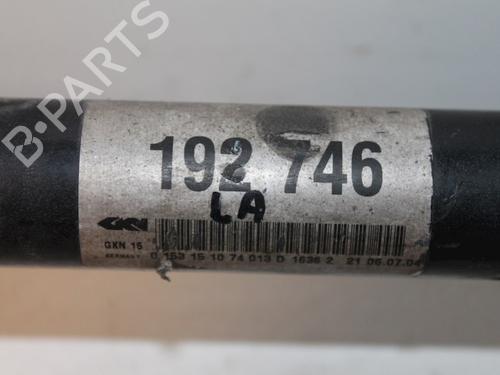 B-PARTS
192 746
LA
GKN
GKN 15
GERMANY
0 153 15 10 74 013 D 1636 2 21 06.07.04